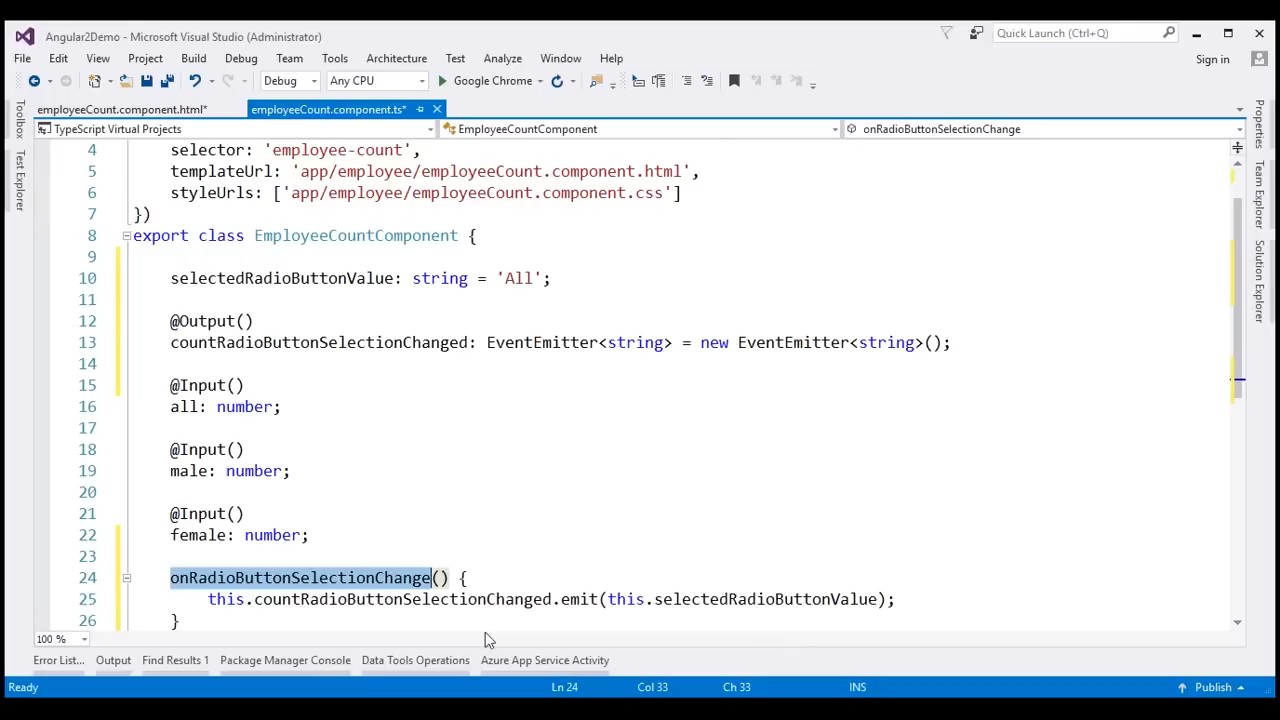 Angular2Demo - Microsoft Visual Studio (Administrator)
Quick Launch (Ctrl+Q)
File Edit View Project Build Debug Team Tools Architecture Test Analyze Window Help
Sign in
Debug Any CPU Google Chrome
employeeCount.component.html* employeeCount.component.ts*
TypeScript Virtual Projects EmployeeCountComponent onRadioButtonSelectionChange
Toolbox
Test Explorer
Properties
Team Explorer
Solution Explorer
4 selector: 'employee-count',
5 templateUrl: 'app/employee/employeeCount.component.html',
6 styleUrls: ['app/employee/employeeCount.component.css']
7 })
8 export class EmployeeCountComponent {
9
10 selectedRadioButtonValue: string = 'All';
11
12 @Output()
13 countRadioButtonSelectionChanged: EventEmitter<string> = new EventEmitter<string>();
14
15 @Input()
16 all: number;
17
18 @Input()
19 male: number;
20
21 @Input()
22 female: number;
23
24 onRadioButtonSelectionChange() {
25 this.countRadioButtonSelectionChanged.emit(this.selectedRadioButtonValue);
26 }
100 %
Error List... Output Find Results 1 Package Manager Console Data Tools Operations Azure App Service Activity
Ready Ln 24 Col 33 Ch 33 INS Publish